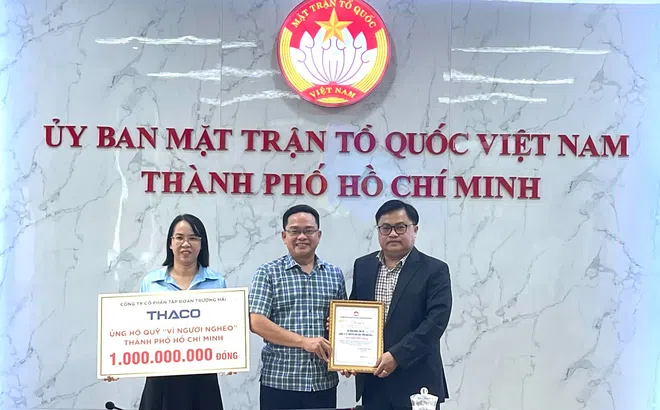 MẶT TRẬN TỔ QUỐC
VIỆT NAM
ỦY BAN MẶT TRẬN TỔ QUỐC VIỆT NAM
THÀNH PHỐ HỒ CHÍ MINH
CÔNG TY CỔ PHẦN TẬP ĐOÀN TRƯỜNG HẢI
THACO
ỦNG HỘ QUỸ "VÌ NGƯỜI NGHÈO"
THÀNH PHỐ HỒ CHÍ MINH
1.000.000.000 ĐỒNG